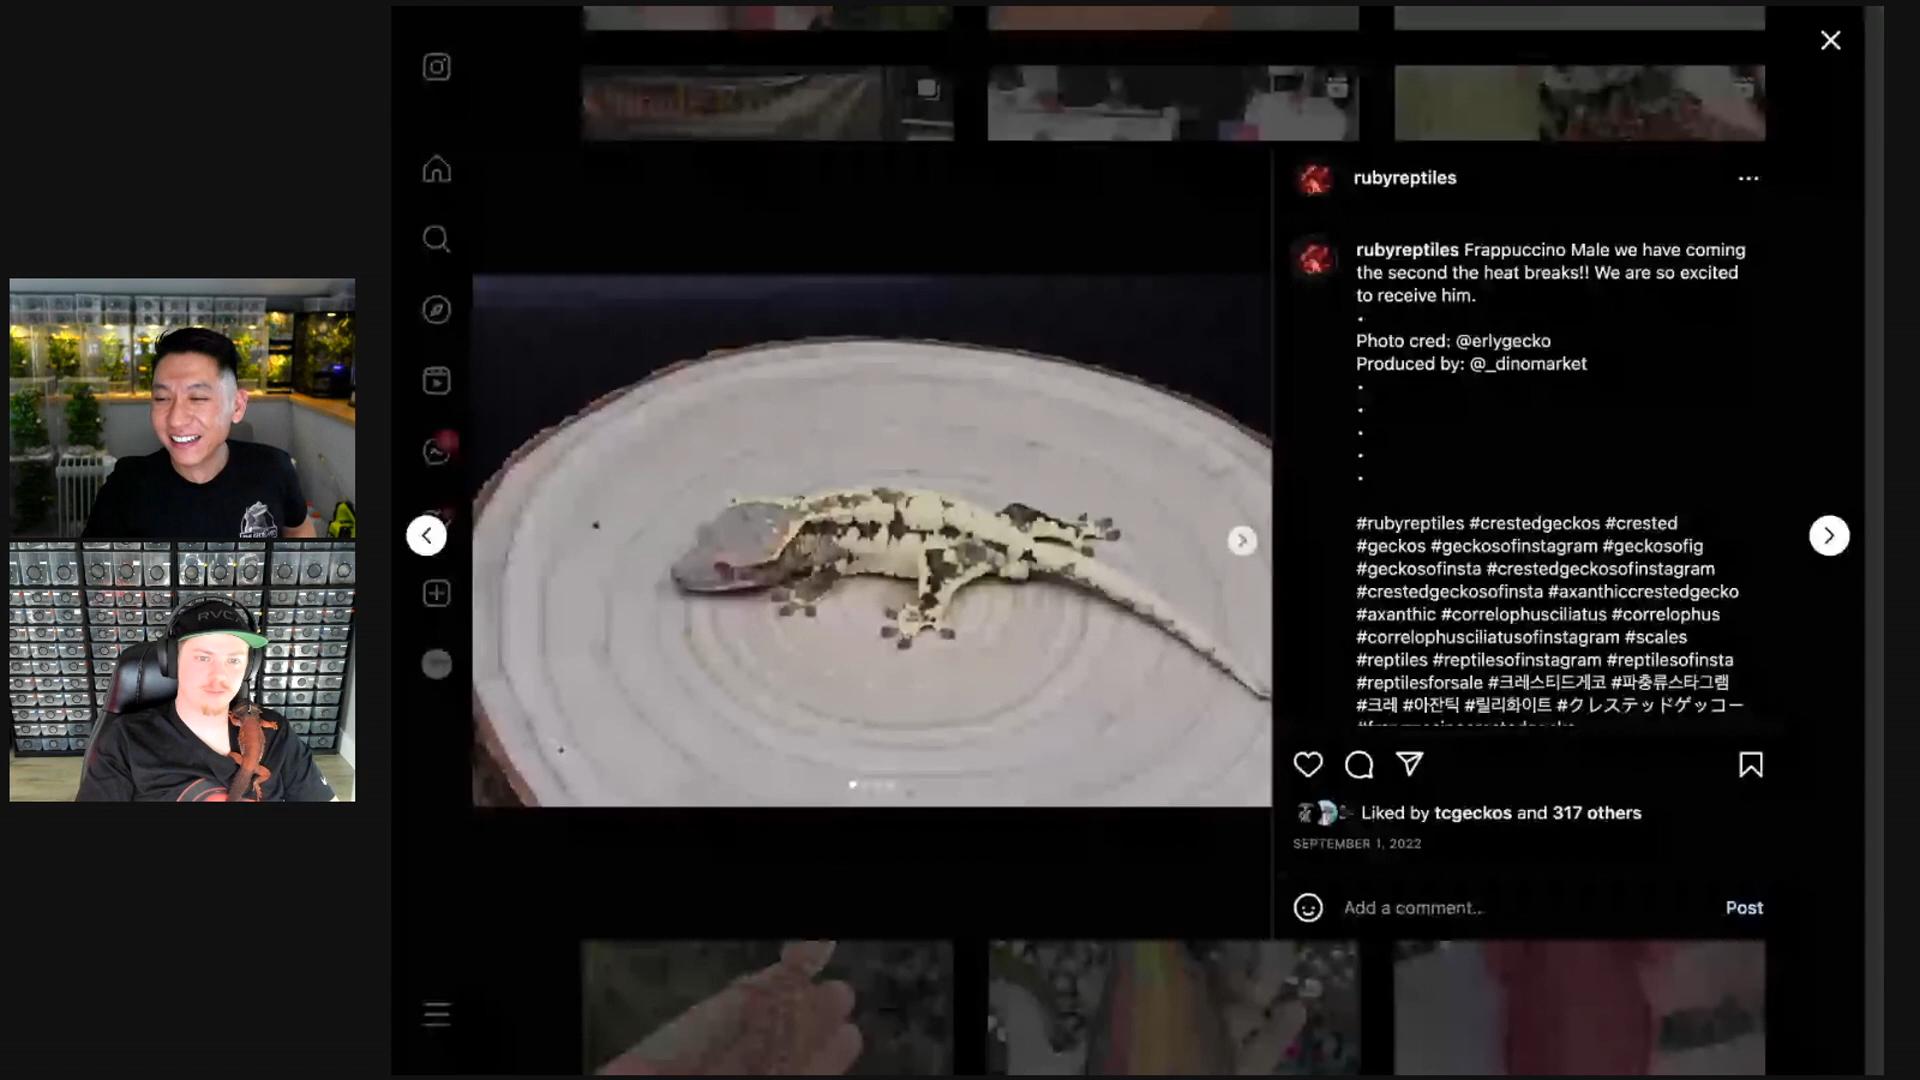 rubyreptiles
rubyreptiles Frappuccino Male we have coming
the second the heat breaks!! We are so excited
to receive him.
.
Photo cred: @erlygecko
Produced by: @_dinomarket
.
.
.
.
.
#rubyreptiles #crestedgeckos #crested
#geckos #geckosofinstagram #geckosofig
#geckosofinsta #crestedgeckosofinstagram
#crestedgeckosofinsta #axanthiccrestedgecko
#axanthic #correlophusciliatus #correlophus
#correlophusciliatusofinstagram #scales
#reptiles #reptilesofinstagram #reptilesofinsta
#reptilesforsale #크레스티드게코 #파충류스타그램
#크레 #아잔틱 #릴리화이트 #クレステッドゲッコー
Liked by tcgeckos and 317 others
SEPTEMBER 1, 2022
Add a comment...
Post
RVCA